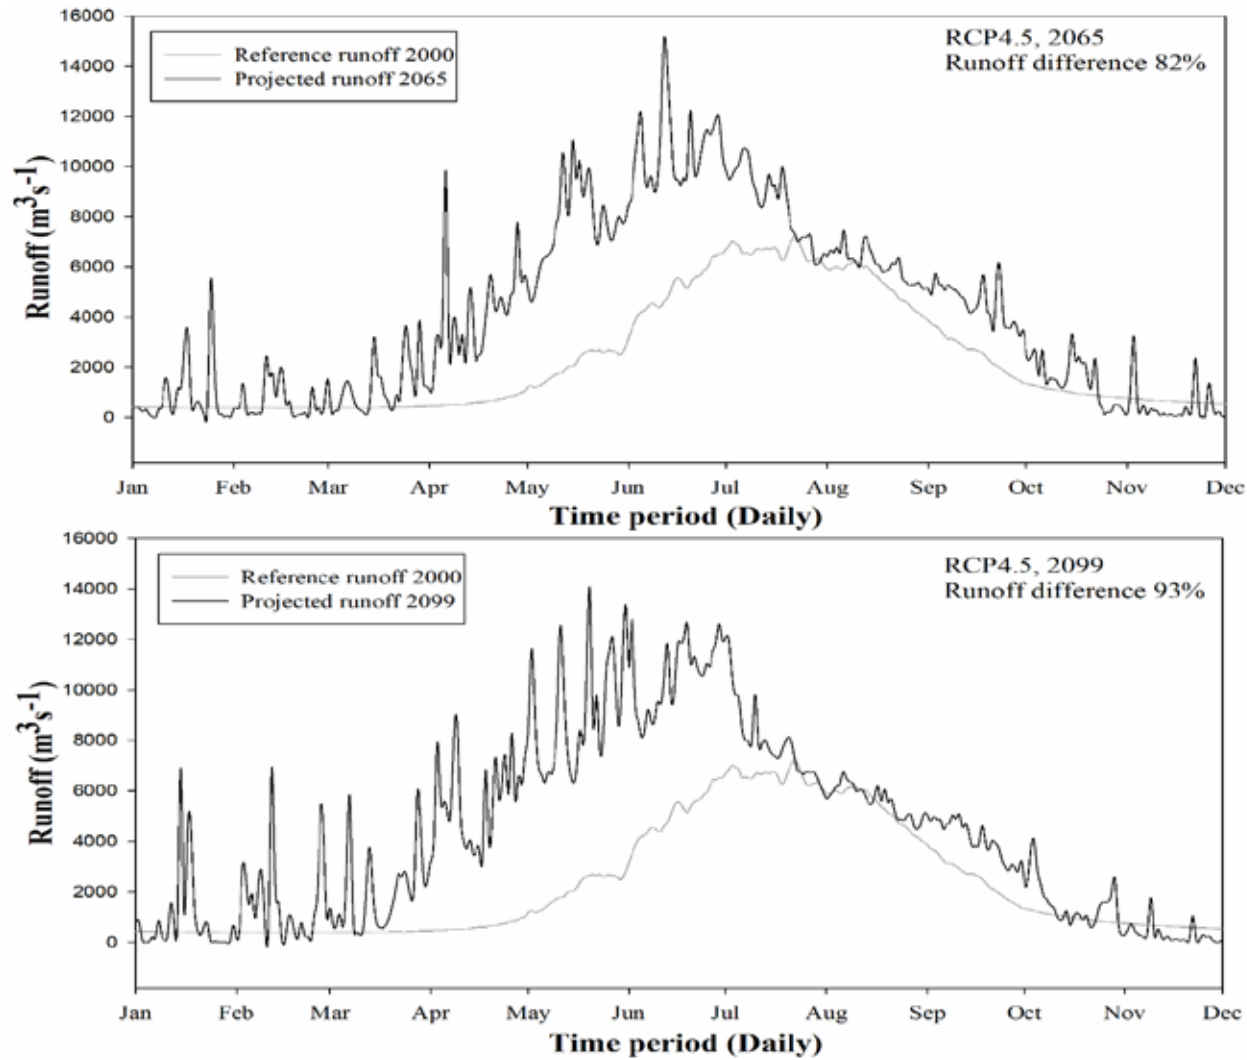 16000
14000
12000
10000
8000
6000
4000
2000
0
Runoff (m³s⁻¹)
Reference runoff 2000
Projected runoff 2065
RCP4.5, 2065
Runoff difference 82%
Jan Feb Mar Apr May Jun Jul Aug Sep Oct Nov Dec
Time period (Daily)
16000
14000
12000
10000
8000
6000
4000
2000
0
Runoff (m³s⁻¹)
Reference runoff 2000
Projected runoff 2099
RCP4.5, 2099
Runoff difference 93%
Jan Feb Mar Apr May Jun Jul Aug Sep Oct Nov Dec
Time period (Daily)